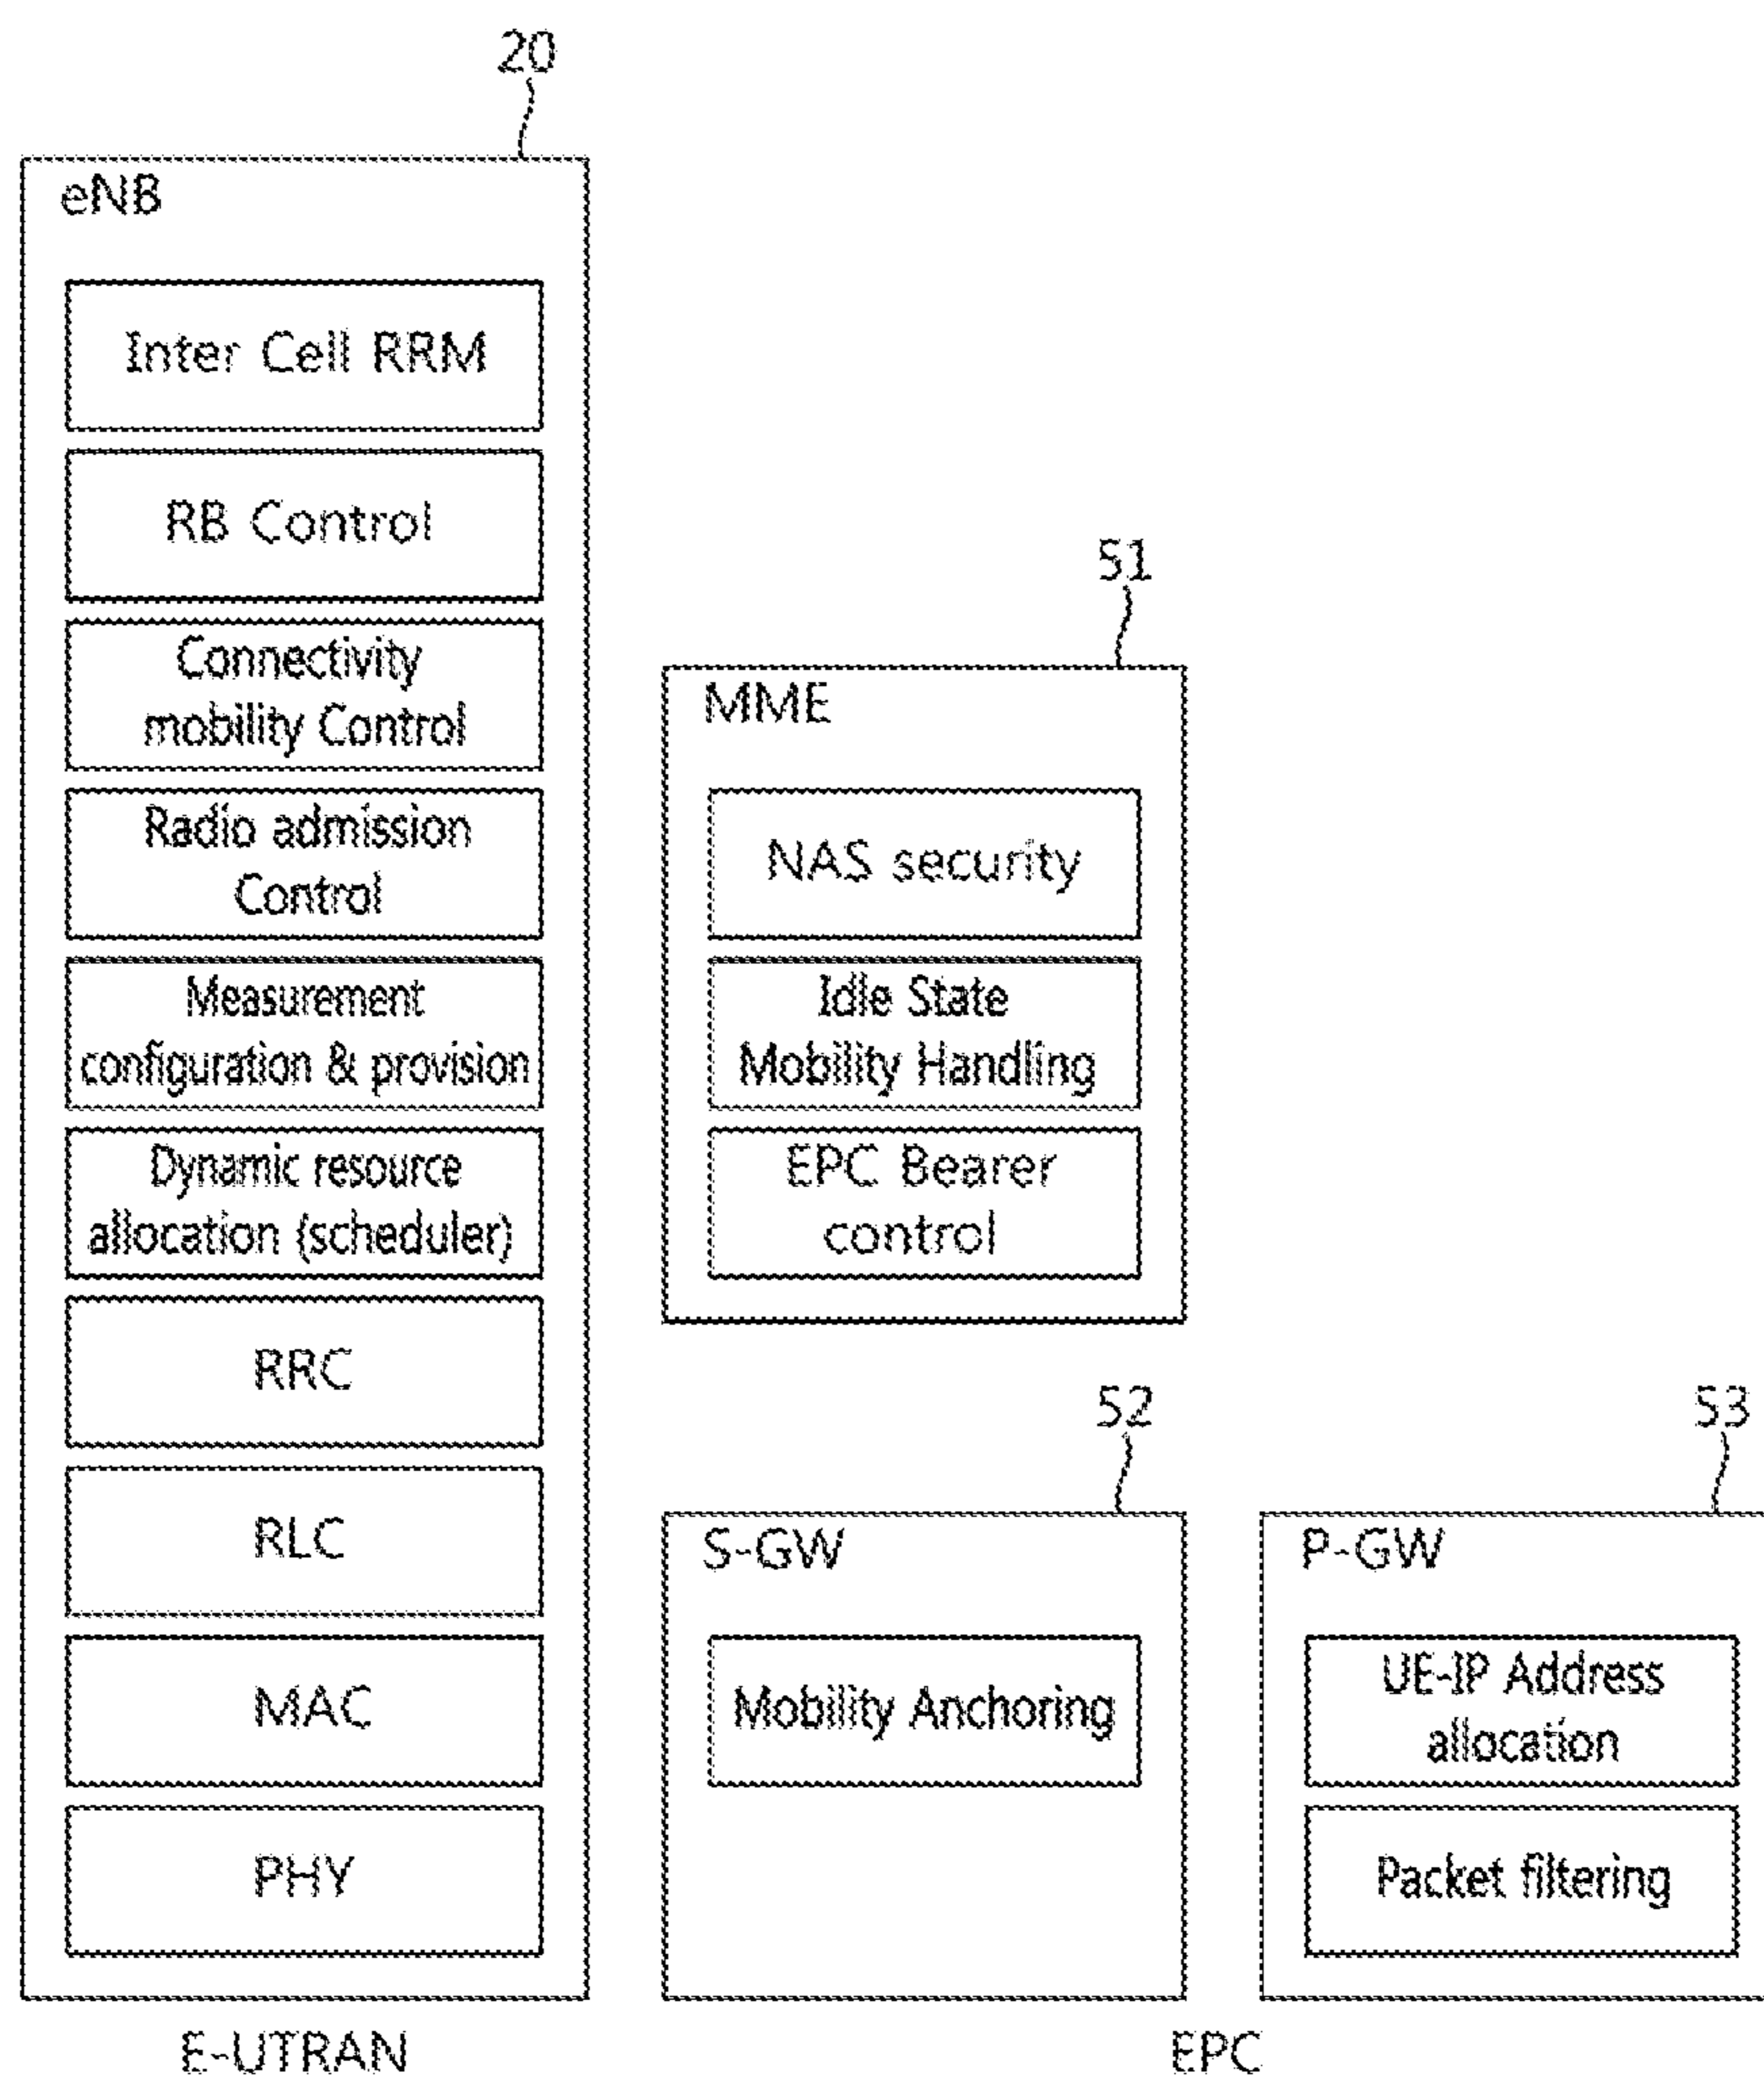 20
eNB
Inter Cell RRM
RB Control
Connectivity
mobility Control
Radio admission
Control
Measurement
configuration & provision
Dynamic resource
allocation (scheduler)
RRC
RLC
MAC
PHY
E-UTRAN
51
MME
NAS security
Idle State
Mobility Handling
EPC Bearer
control
52
S-GW
Mobility Anchoring
53
P-GW
UE-IP Address
allocation
Packet filtering
EPC